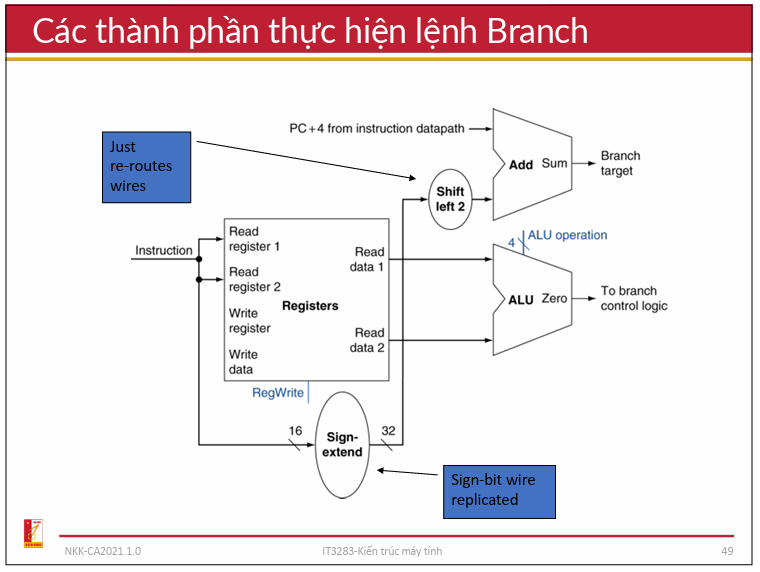 Các thành phần thực hiện lệnh Branch
PC + 4 from instruction datapath
Just
re-routes
wires
Add Sum
Branch
target
Shift
left 2
Instruction
Read
register 1
Read
register 2
Write
register
Write
data
Registers
Read
data 1
Read
data 2
4
ALU operation
ALU Zero
To branch
control logic
RegWrite
16
Sign-
extend
32
Sign-bit wire
replicated
NKK-CA2021.1.0
IT3283-Kiến trúc máy tính
49